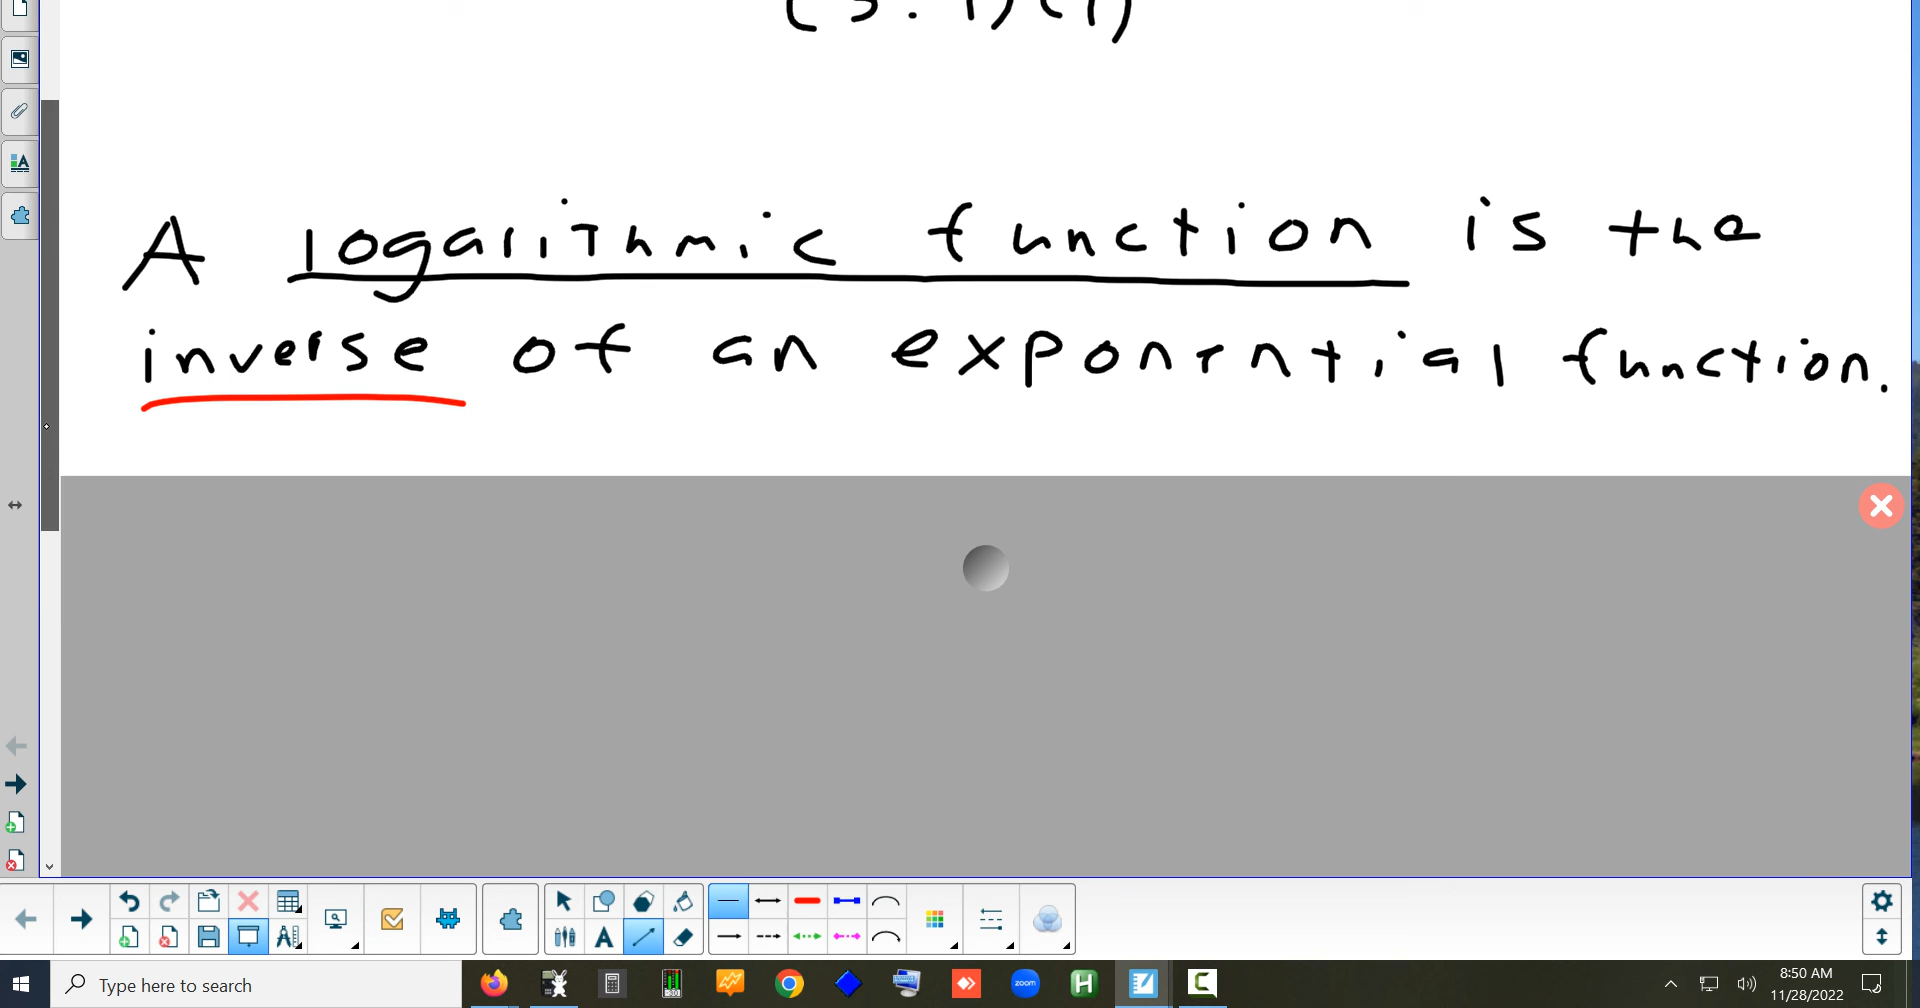 A logarithmic function is the
inverse of an exponential function.
A
A
zoom
H
C
Type here to search
8:50 AM
11/28/2022